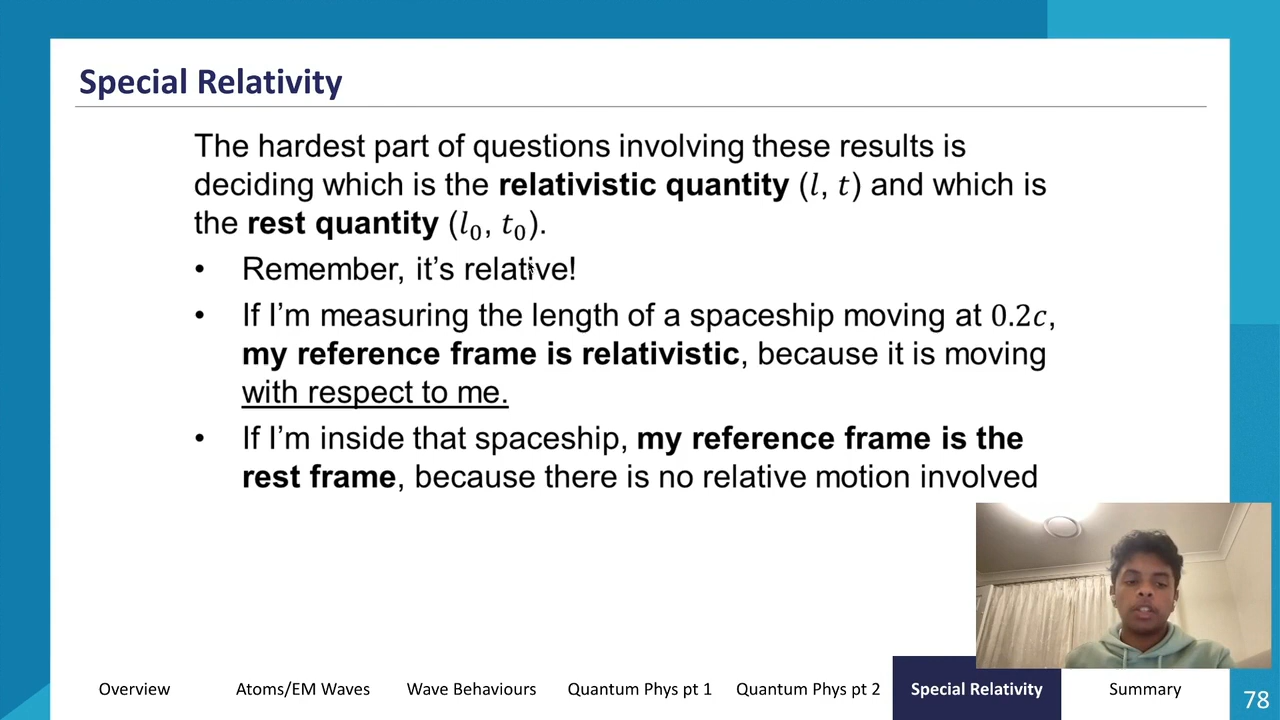 Special Relativity
The hardest part of questions involving these results is
deciding which is the relativistic quantity (l, t) and which is
the rest quantity (l₀, t₀).
• Remember, it's relative!
• If I'm measuring the length of a spaceship moving at 0.2c,
my reference frame is relativistic, because it is moving
with respect to me.
• If I'm inside that spaceship, my reference frame is the
rest frame, because there is no relative motion involved
Overview Atoms/EM Waves Wave Behaviours Quantum Phys pt 1 Quantum Phys pt 2 Special Relativity Summary
78